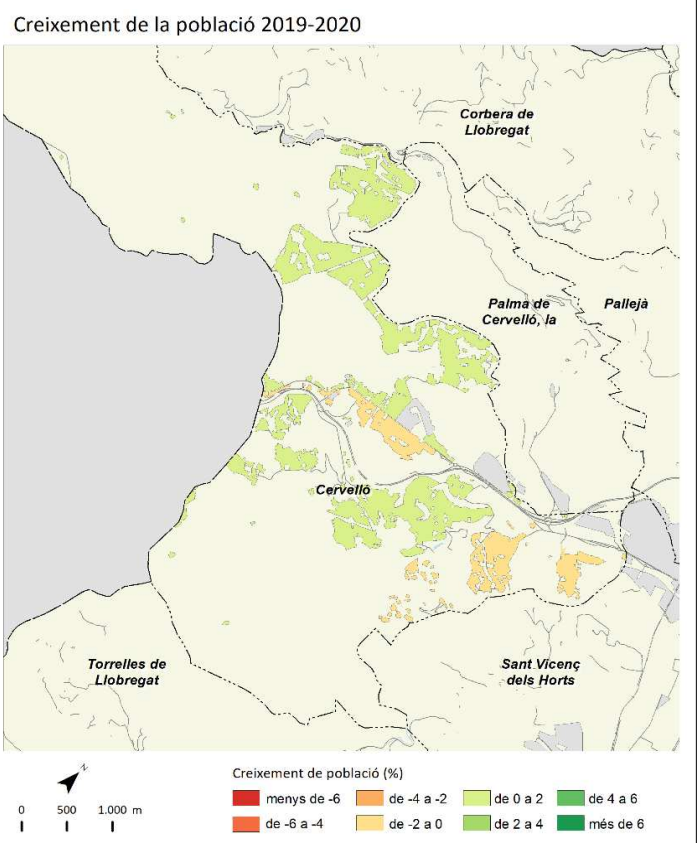 Creixement de la població 2019-2020
Corbera de
Llobregat
Palma de
Cervelló, la
Pallejà
Cervelló
Torrelles de
Llobregat
Sant Vicenç
dels Horts
N
0 500 1.000 m
Creixement de població (%)
menys de -6
de -4 a -2
de 0 a 2
de 4 a 6
de -6 a -4
de -2 a 0
de 2 a 4
més de 6